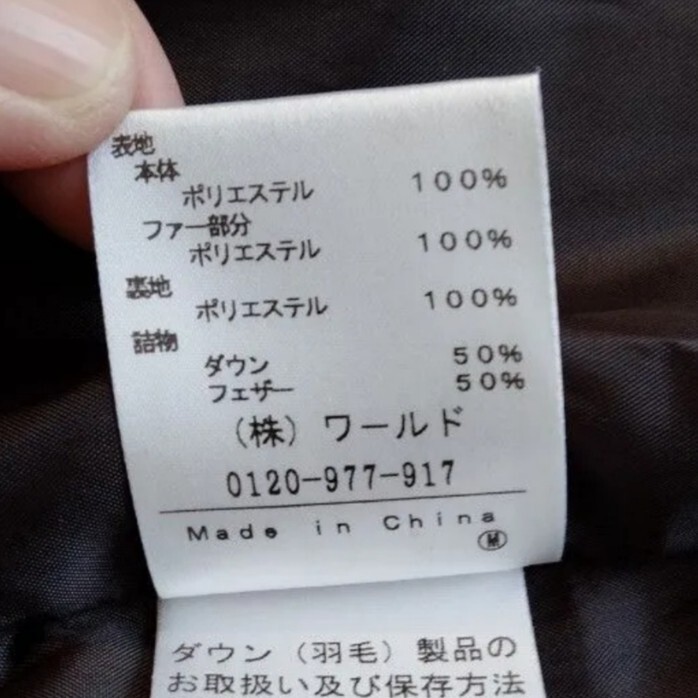 表地
本体
ポリエステル 100%
ファー部分
ポリエステル 100%
裏地
ポリエステル 100%
詰物
ダウン 50%
フェザー 50%
(株) ワールド
0120-977-917
Made in China
ダウン (羽毛) 製品の
お取扱い及び保存方法